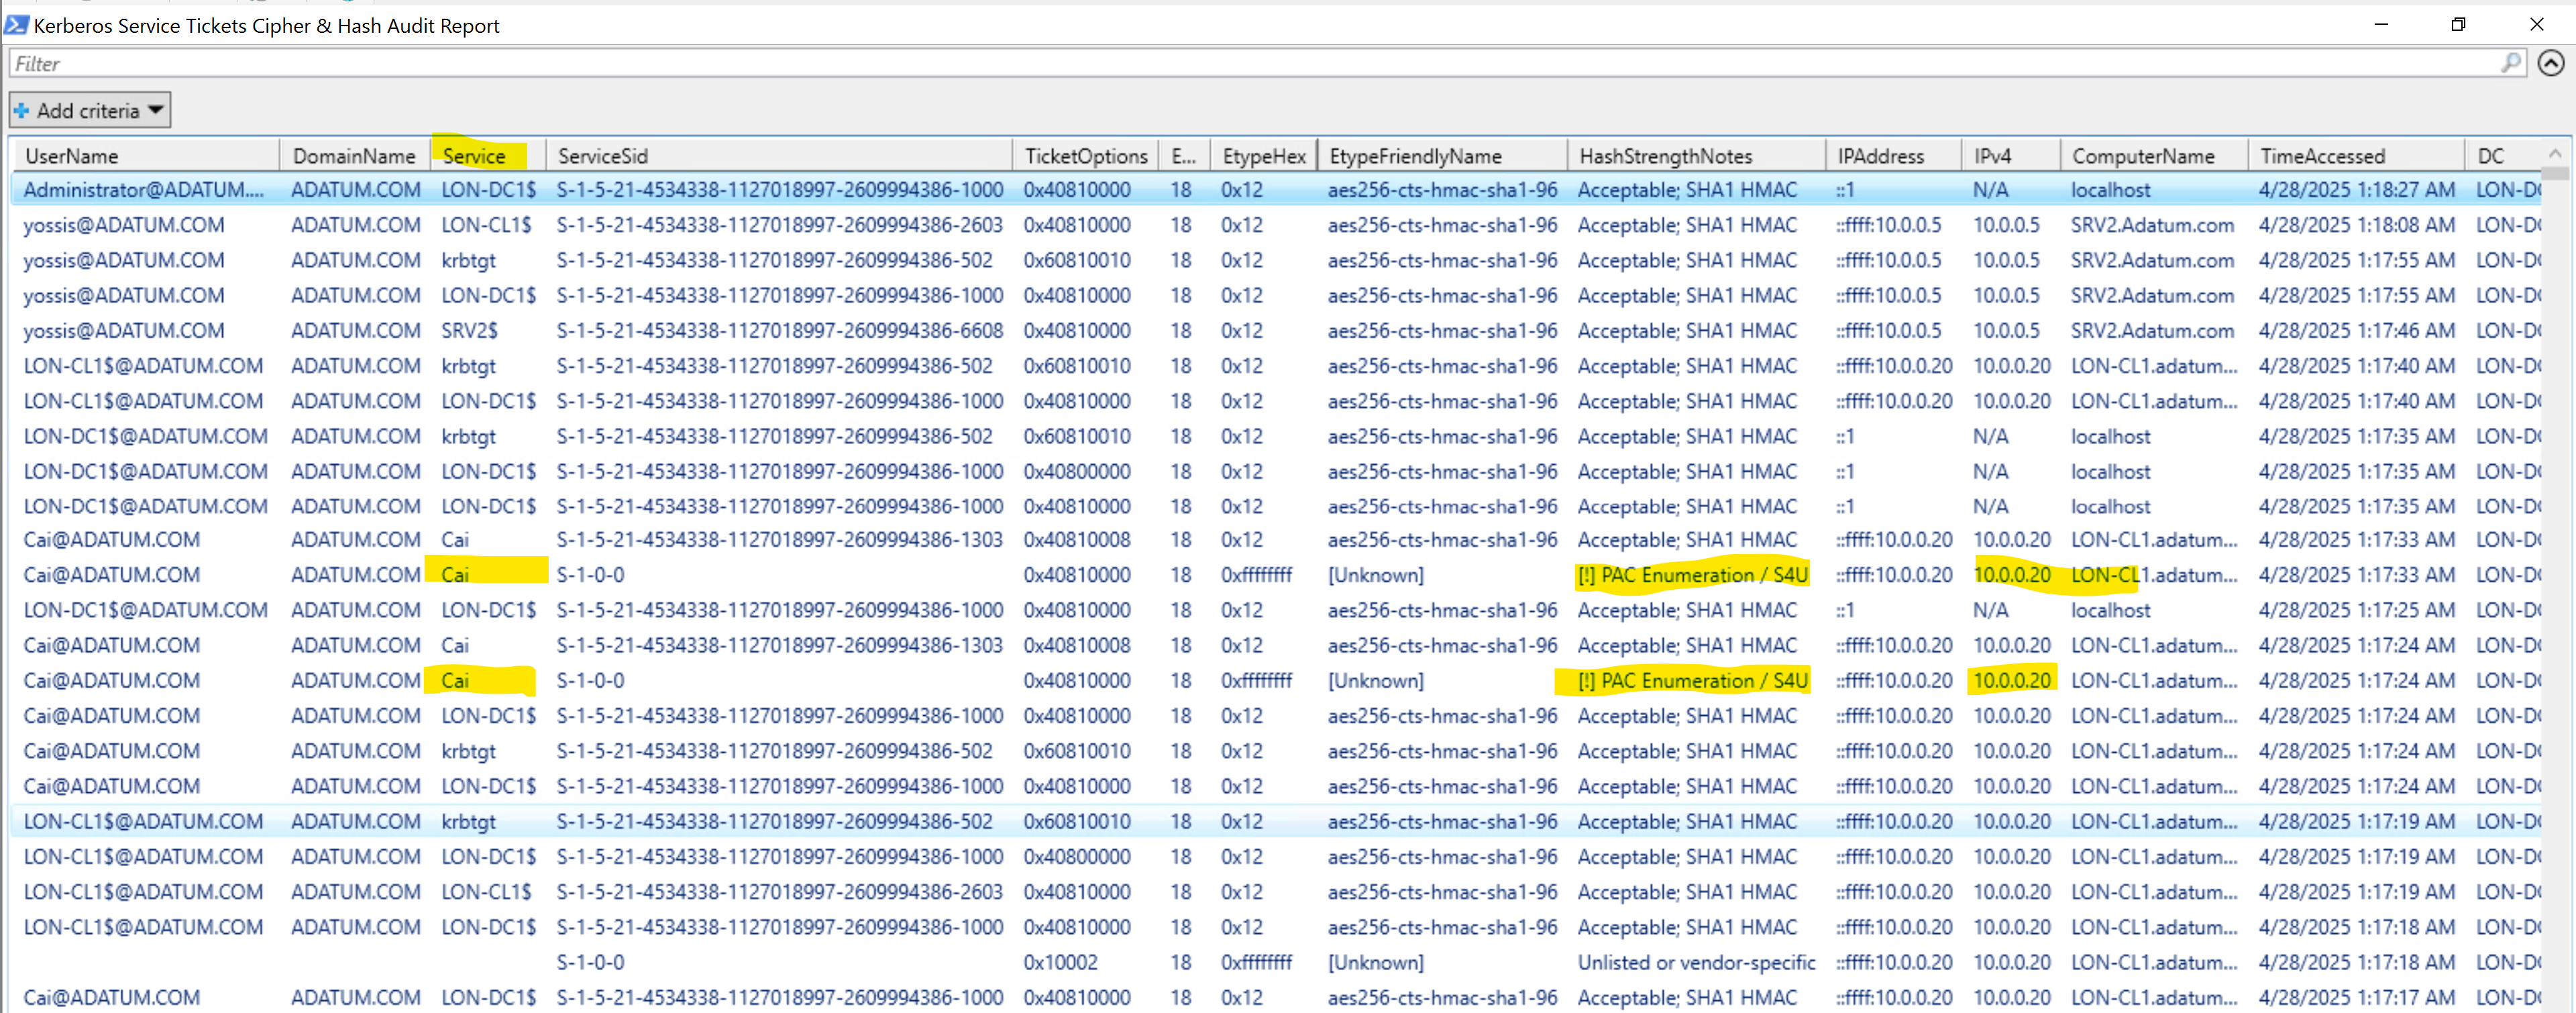 Kerberos Service Tickets Cipher & Hash Audit Report
Filter
Add criteria
UserName DomainName Service ServiceSid TicketOptions E... EtypeHex EtypeFriendlyName HashStrengthNotes IPAddress IPv4 ComputerName TimeAccessed DC
Administrator@ADATUM.... ADATUM.COM LON-DC1$ S-1-5-21-4534338-1127018997-2609994386-1000 0x40810000 18 0x12 aes256-cts-hmac-sha1-96 Acceptable; SHA1 HMAC ::1 N/A localhost 4/28/2025 1:18:27 AM LON-D
yossis@ADATUM.COM ADATUM.COM LON-CL1$ S-1-5-21-4534338-1127018997-2609994386-2603 0x40810000 18 0x12 aes256-cts-hmac-sha1-96 Acceptable; SHA1 HMAC ::ffff:10.0.0.5 10.0.0.5 SRV2.Adatum.com 4/28/2025 1:18:08 AM LON-D
yossis@ADATUM.COM ADATUM.COM krbtgt S-1-5-21-4534338-1127018997-2609994386-502 0x60810010 18 0x12 aes256-cts-hmac-sha1-96 Acceptable; SHA1 HMAC ::ffff:10.0.0.5 10.0.0.5 SRV2.Adatum.com 4/28/2025 1:17:55 AM LON-D
yossis@ADATUM.COM ADATUM.COM LON-DC1$ S-1-5-21-4534338-1127018997-2609994386-1000 0x40810000 18 0x12 aes256-cts-hmac-sha1-96 Acceptable; SHA1 HMAC ::ffff:10.0.0.5 10.0.0.5 SRV2.Adatum.com 4/28/2025 1:17:55 AM LON-D
yossis@ADATUM.COM ADATUM.COM SRV2$ S-1-5-21-4534338-1127018997-2609994386-6608 0x40810000 18 0x12 aes256-cts-hmac-sha1-96 Acceptable; SHA1 HMAC ::ffff:10.0.0.5 10.0.0.5 SRV2.Adatum.com 4/28/2025 1:17:46 AM LON-D
LON-CL1$@ADATUM.COM ADATUM.COM krbtgt S-1-5-21-4534338-1127018997-2609994386-502 0x60810010 18 0x12 aes256-cts-hmac-sha1-96 Acceptable; SHA1 HMAC ::ffff:10.0.0.20 10.0.0.20 LON-CL1.adatum... 4/28/2025 1:17:40 AM LON-D
LON-CL1$@ADATUM.COM ADATUM.COM LON-DC1$ S-1-5-21-4534338-1127018997-2609994386-1000 0x40810000 18 0x12 aes256-cts-hmac-sha1-96 Acceptable; SHA1 HMAC ::ffff:10.0.0.20 10.0.0.20 LON-CL1.adatum... 4/28/2025 1:17:40 AM LON-D
LON-DC1$@ADATUM.COM ADATUM.COM krbtgt S-1-5-21-4534338-1127018997-2609994386-502 0x60810010 18 0x12 aes256-cts-hmac-sha1-96 Acceptable; SHA1 HMAC ::1 N/A localhost 4/28/2025 1:17:35 AM LON-D
LON-DC1$@ADATUM.COM ADATUM.COM LON-DC1$ S-1-5-21-4534338-1127018997-2609994386-1000 0x40800000 18 0x12 aes256-cts-hmac-sha1-96 Acceptable; SHA1 HMAC ::1 N/A localhost 4/28/2025 1:17:35 AM LON-D
LON-DC1$@ADATUM.COM ADATUM.COM LON-DC1$ S-1-5-21-4534338-1127018997-2609994386-1000 0x40810000 18 0x12 aes256-cts-hmac-sha1-96 Acceptable; SHA1 HMAC ::1 N/A localhost 4/28/2025 1:17:35 AM LON-D
Cai@ADATUM.COM ADATUM.COM Cai S-1-5-21-4534338-1127018997-2609994386-1303 0x40810008 18 0x12 aes256-cts-hmac-sha1-96 Acceptable; SHA1 HMAC ::ffff:10.0.0.20 10.0.0.20 LON-CL1.adatum... 4/28/2025 1:17:33 AM LON-D
Cai@ADATUM.COM ADATUM.COM Cai S-1-0-0 0x40810000 18 0xffffffff [Unknown] [!] PAC Enumeration / S4U ::ffff:10.0.0.20 10.0.0.20 LON-CL1.adatum... 4/28/2025 1:17:33 AM LON-D
LON-DC1$@ADATUM.COM ADATUM.COM LON-DC1$ S-1-5-21-4534338-1127018997-2609994386-1000 0x40810000 18 0x12 aes256-cts-hmac-sha1-96 Acceptable; SHA1 HMAC ::1 N/A localhost 4/28/2025 1:17:25 AM LON-D
Cai@ADATUM.COM ADATUM.COM Cai S-1-5-21-4534338-1127018997-2609994386-1303 0x40810008 18 0x12 aes256-cts-hmac-sha1-96 Acceptable; SHA1 HMAC ::ffff:10.0.0.20 10.0.0.20 LON-CL1.adatum... 4/28/2025 1:17:24 AM LON-D
Cai@ADATUM.COM ADATUM.COM Cai S-1-0-0 0x40810000 18 0xffffffff [Unknown] [!] PAC Enumeration / S4U ::ffff:10.0.0.20 10.0.0.20 LON-CL1.adatum... 4/28/2025 1:17:24 AM LON-D
Cai@ADATUM.COM ADATUM.COM LON-DC1$ S-1-5-21-4534338-1127018997-2609994386-1000 0x40810000 18 0x12 aes256-cts-hmac-sha1-96 Acceptable; SHA1 HMAC ::ffff:10.0.0.20 10.0.0.20 LON-CL1.adatum... 4/28/2025 1:17:24 AM LON-D
Cai@ADATUM.COM ADATUM.COM krbtgt S-1-5-21-4534338-1127018997-2609994386-502 0x60810010 18 0x12 aes256-cts-hmac-sha1-96 Acceptable; SHA1 HMAC ::ffff:10.0.0.20 10.0.0.20 LON-CL1.adatum... 4/28/2025 1:17:24 AM LON-D
Cai@ADATUM.COM ADATUM.COM LON-DC1$ S-1-5-21-4534338-1127018997-2609994386-1000 0x40810000 18 0x12 aes256-cts-hmac-sha1-96 Acceptable; SHA1 HMAC ::ffff:10.0.0.20 10.0.0.20 LON-CL1.adatum... 4/28/2025 1:17:24 AM LON-D
LON-CL1$@ADATUM.COM ADATUM.COM krbtgt S-1-5-21-4534338-1127018997-2609994386-502 0x60810010 18 0x12 aes256-cts-hmac-sha1-96 Acceptable; SHA1 HMAC ::ffff:10.0.0.20 10.0.0.20 LON-CL1.adatum... 4/28/2025 1:17:19 AM LON-D
LON-CL1$@ADATUM.COM ADATUM.COM LON-DC1$ S-1-5-21-4534338-1127018997-2609994386-1000 0x40800000 18 0x12 aes256-cts-hmac-sha1-96 Acceptable; SHA1 HMAC ::ffff:10.0.0.20 10.0.0.20 LON-CL1.adatum... 4/28/2025 1:17:19 AM LON-D
LON-CL1$@ADATUM.COM ADATUM.COM LON-CL1$ S-1-5-21-4534338-1127018997-2609994386-2603 0x40810000 18 0x12 aes256-cts-hmac-sha1-96 Acceptable; SHA1 HMAC ::ffff:10.0.0.20 10.0.0.20 LON-CL1.adatum... 4/28/2025 1:17:19 AM LON-D
LON-CL1$@ADATUM.COM ADATUM.COM LON-DC1$ S-1-5-21-4534338-1127018997-2609994386-1000 0x40810000 18 0x12 aes256-cts-hmac-sha1-96 Acceptable; SHA1 HMAC ::ffff:10.0.0.20 10.0.0.20 LON-CL1.adatum... 4/28/2025 1:17:18 AM LON-D
S-1-0-0 0x10002 18 0xffffffff [Unknown] Unlisted or vendor-specific ::ffff:10.0.0.20 10.0.0.20 LON-CL1.adatum... 4/28/2025 1:17:18 AM LON-D
Cai@ADATUM.COM ADATUM.COM LON-DC1$ S-1-5-21-4534338-1127018997-2609994386-1000 0x40810000 18 0x12 aes256-cts-hmac-sha1-96 Acceptable; SHA1 HMAC ::ffff:10.0.0.20 10.0.0.20 LON-CL1.adatum... 4/28/2025 1:17:17 AM LON-D